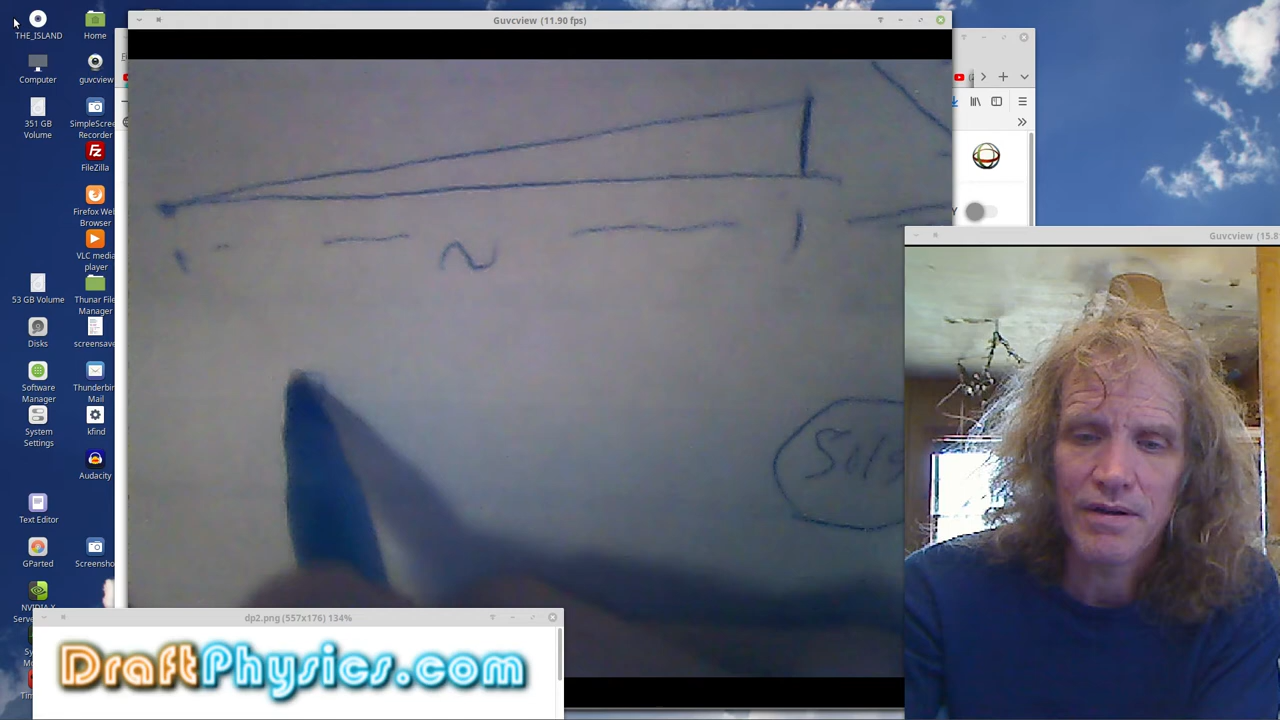 Guvcview (11.90 fps)
THE_ISLAND
Home
Computer
guvcview
351 GB
Volume
SimpleScreen
Recorder
FileZilla
Firefox Web
Browser
VLC media
player
53 GB Volume
Thunar File
Manager
Disks
Software
Manager
Thunderbird
Mail
System
Settings
kfind
Audacity
Text Editor
GParted
NVIDIA X
Y
Guvcview (15.8
dp2.png (557x176) 134%
DraftPhysics.com